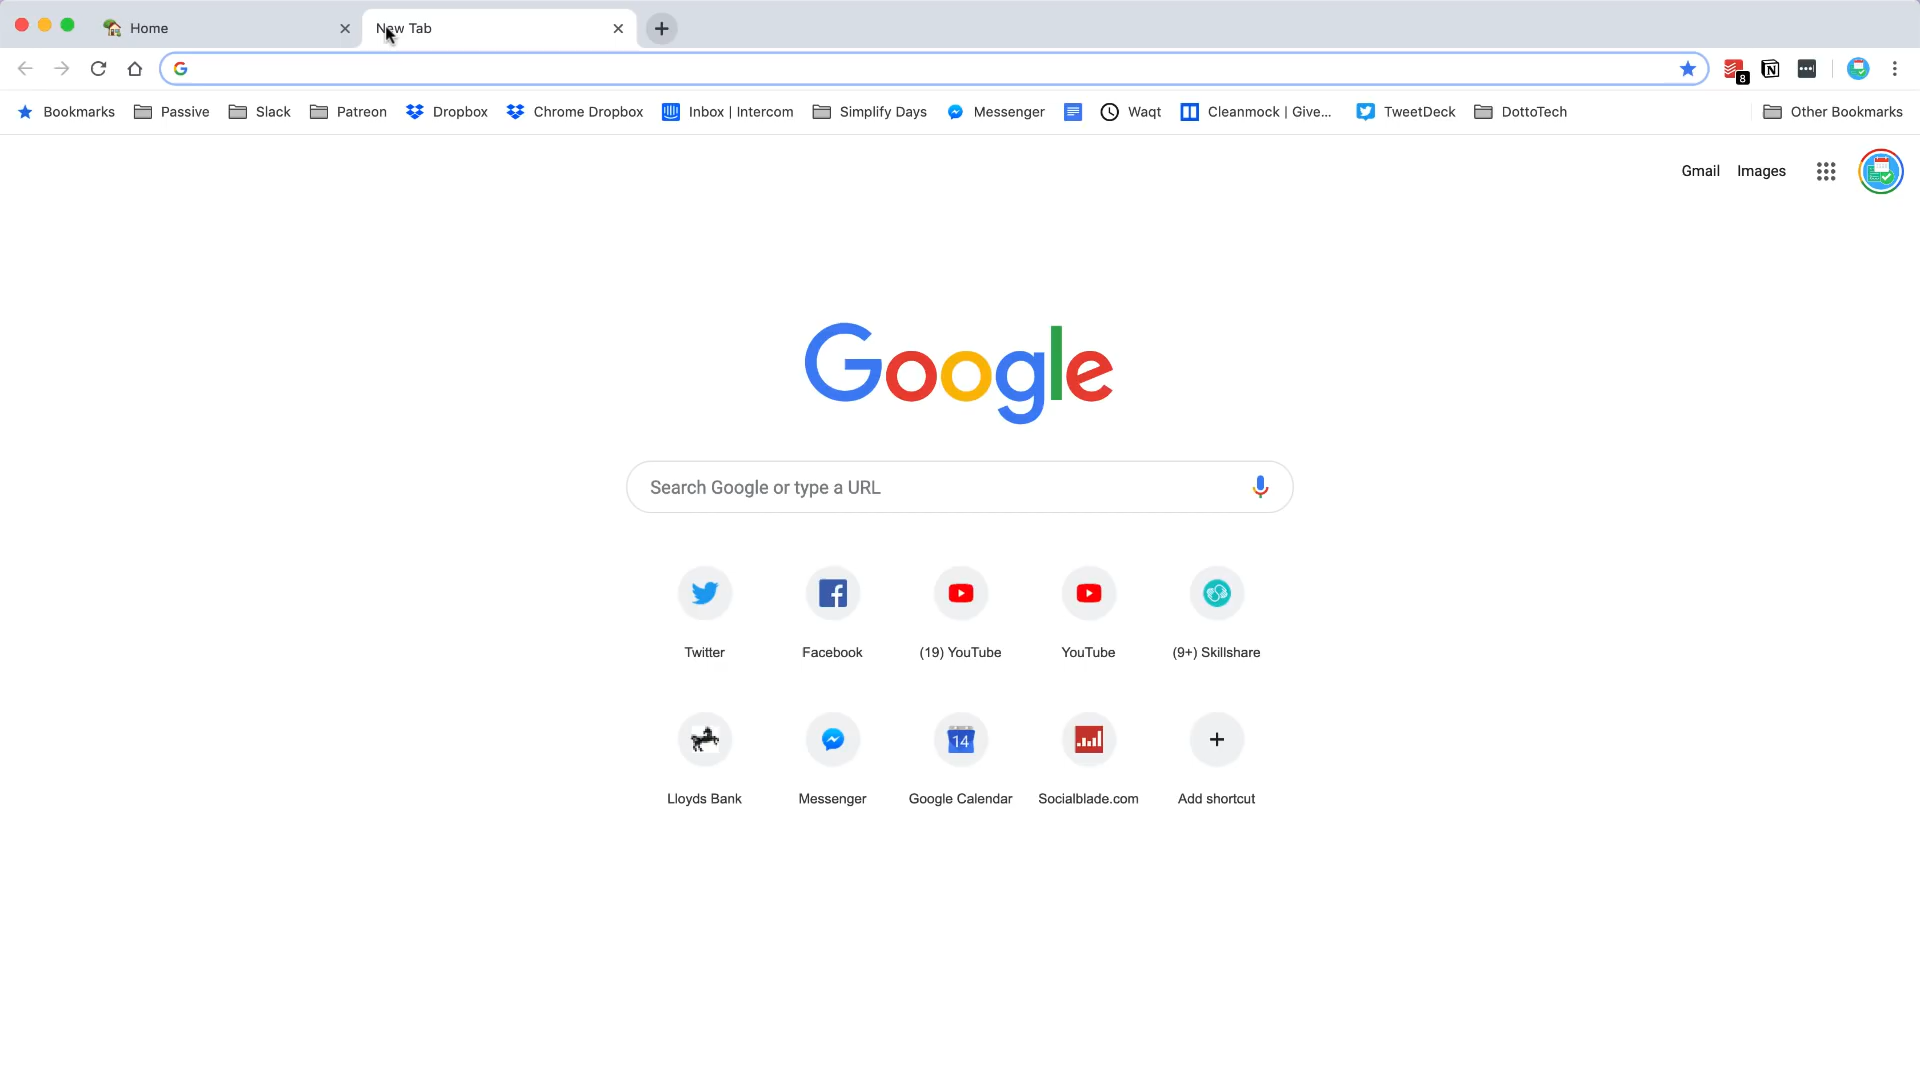 Home
New Tab
8
Bookmarks Passive Slack Patreon Dropbox Chrome Dropbox Inbox | Intercom Simplify Days Messenger Waqt Cleanmock | Give... TweetDeck DottoTech Other Bookmarks
Gmail Images
Google
Search Google or type a URL
Twitter Facebook (19) YouTube YouTube (9+) Skillshare
14
Lloyds Bank Messenger Google Calendar Socialblade.com Add shortcut